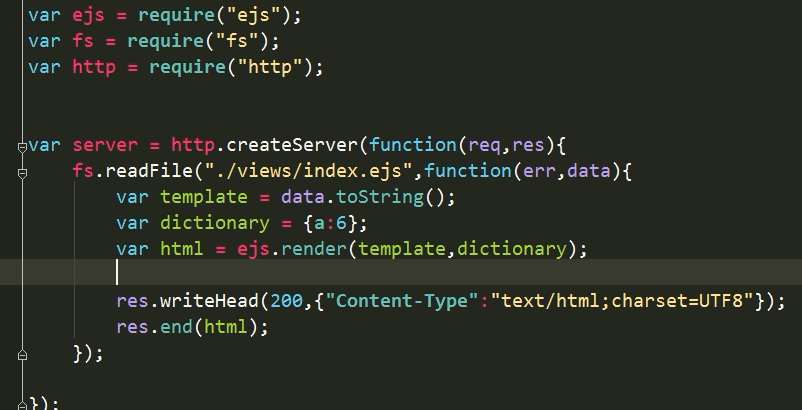 var ejs = require("ejs");
var fs = require("fs");
var http = require("http");
var server = http.createServer(function(req,res){
    fs.readFile("./views/index.ejs",function(err,data){
        var template = data.toString();
        var dictionary = {a:6};
        var html = ejs.render(template,dictionary);
        res.writeHead(200,{"Content-Type":"text/html;charset=UTF8"});
        res.end(html);
    });
});